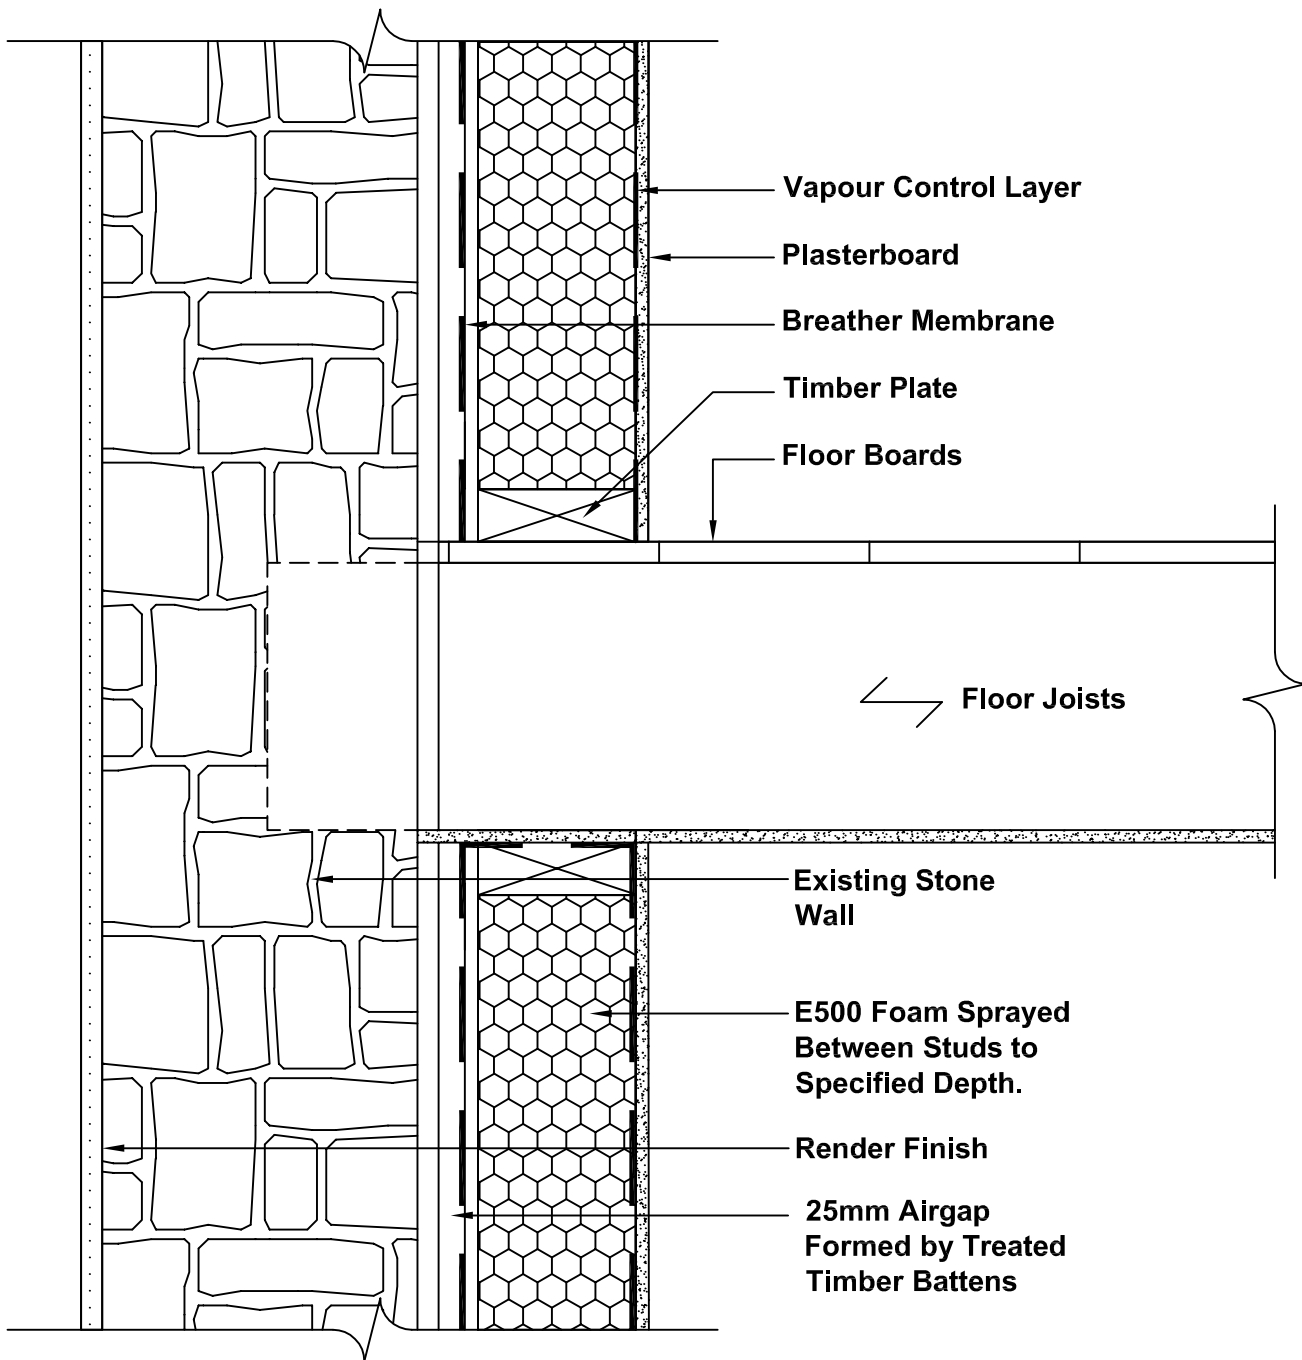 Vapour Control Layer
Plasterboard
Breather Membrane
Timber Plate
Floor Boards
Floor Joists
Existing Stone
Wall
E500 Foam Sprayed
Between Studs to
Specified Depth.
Render Finish
25mm Airgap
Formed by Treated
Timber Battens